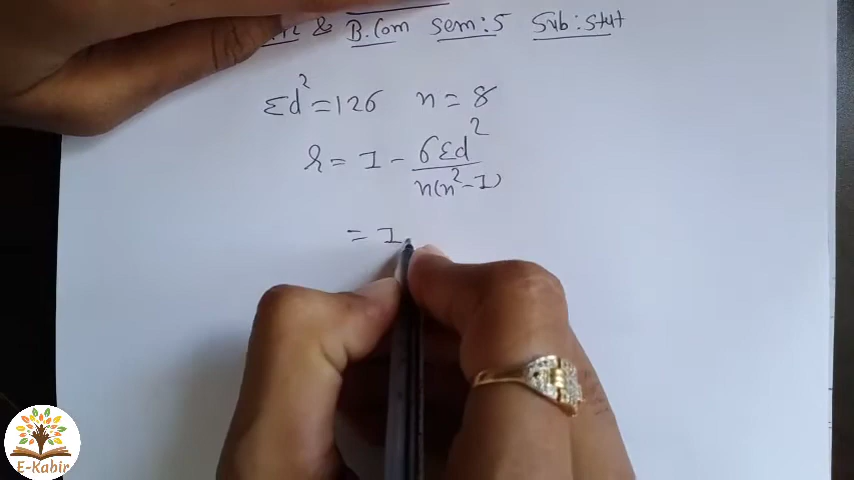 & B.Com Sem:5 Sub:Stat
Σd²=126 n=8
r= 1 - 6Σd²/n(n²-1)
= 1
E-Kabir